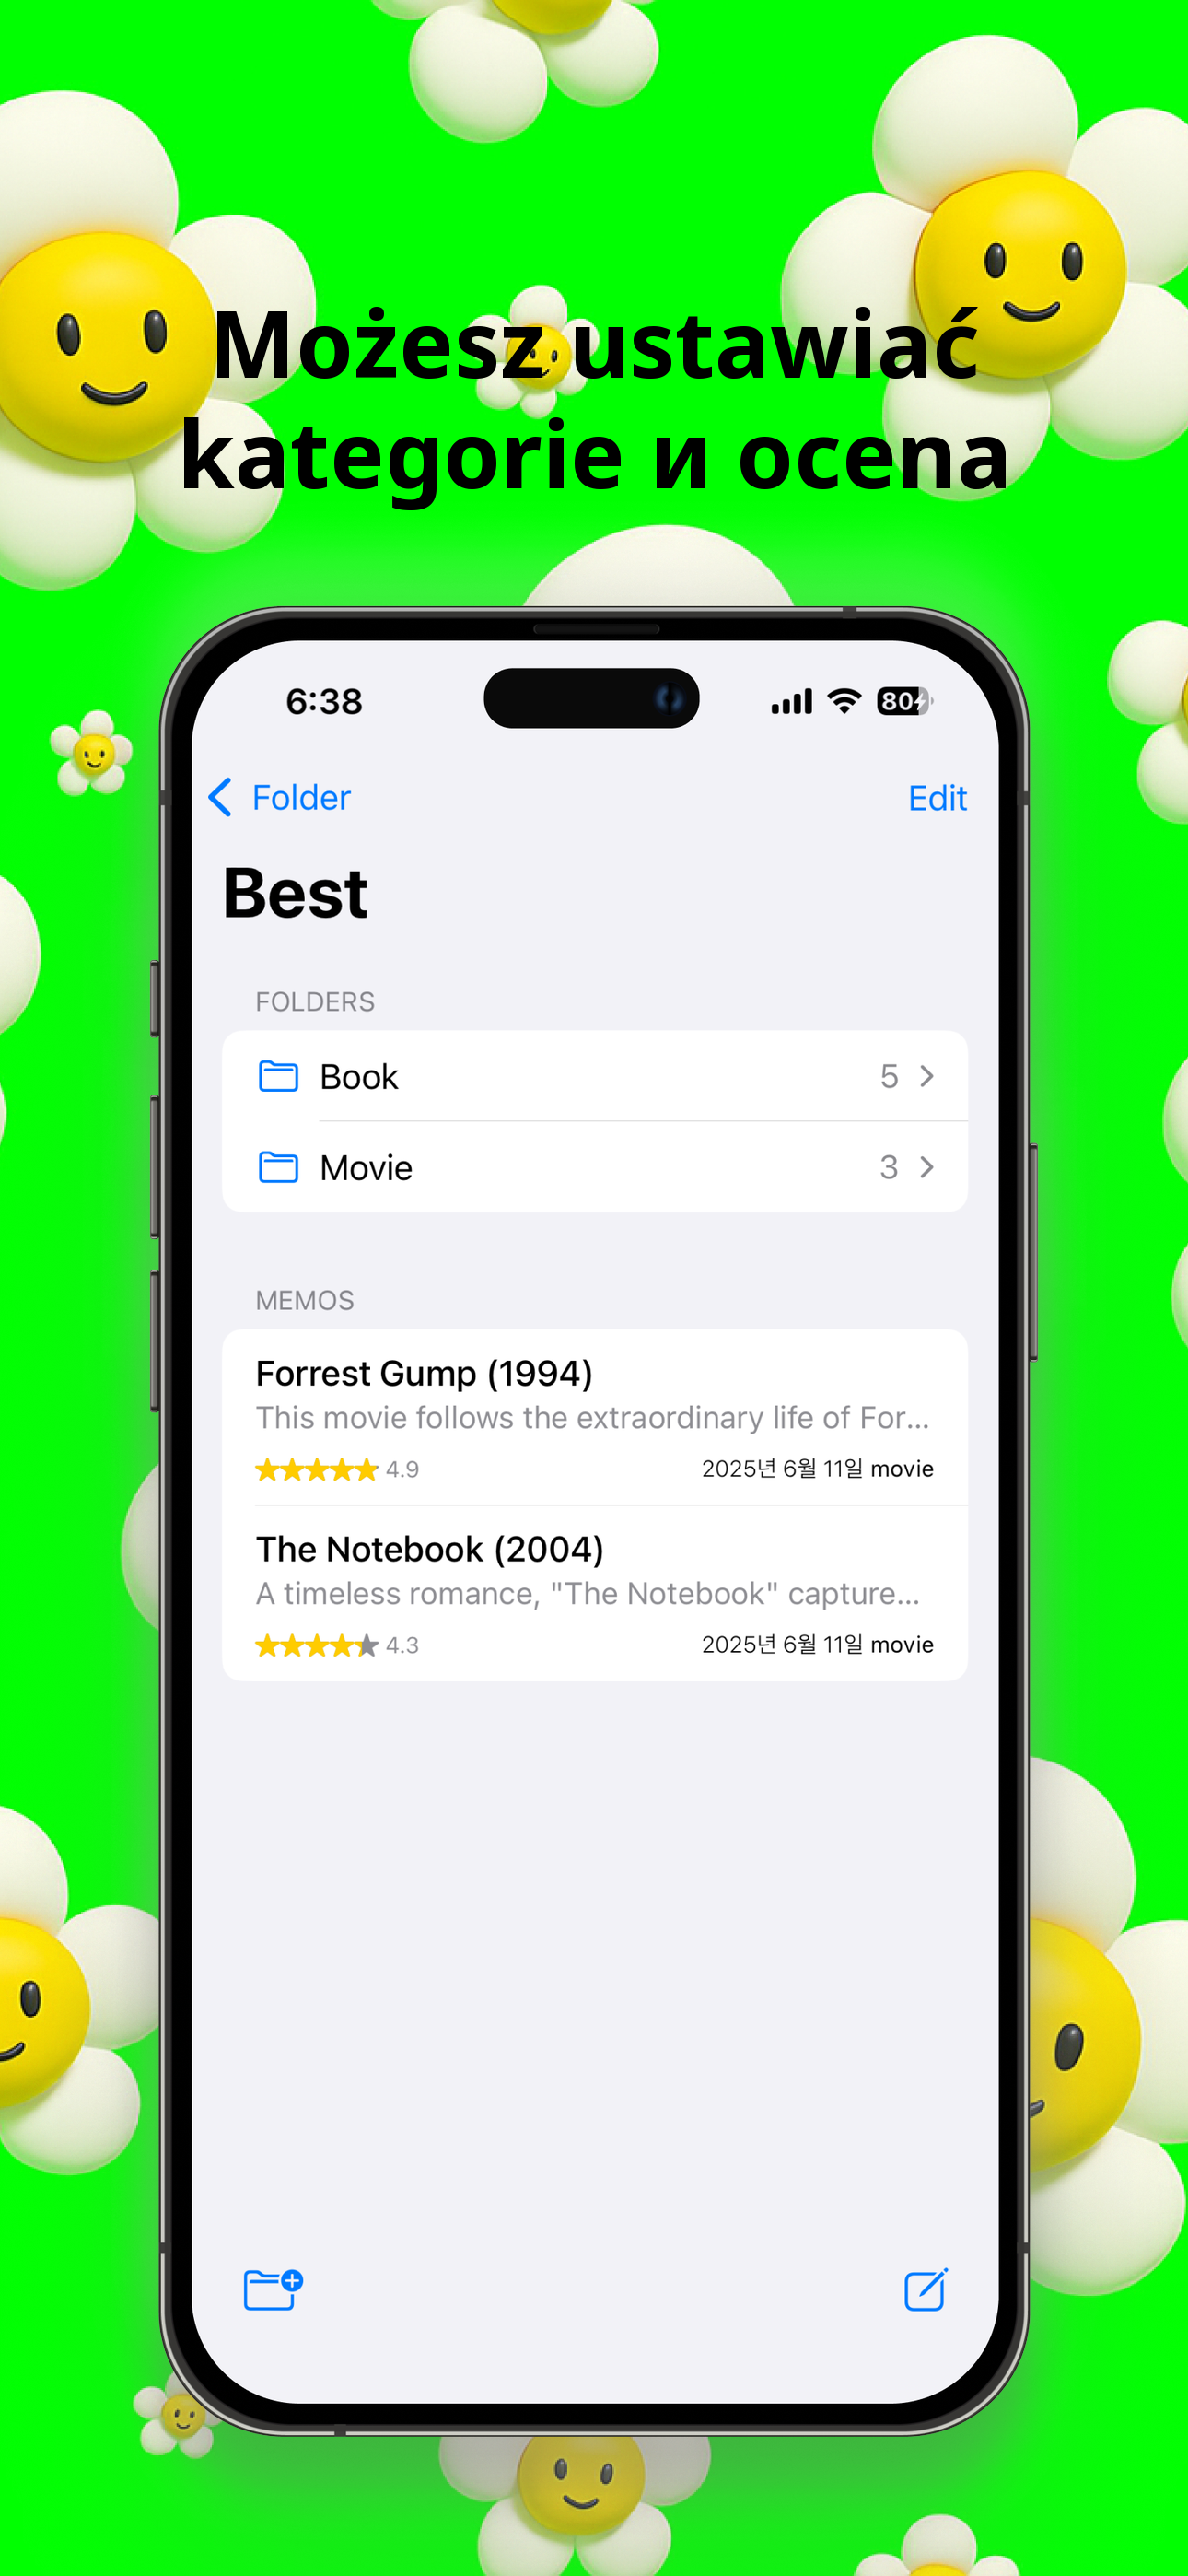 Możesz ustawiać
kategorie и ocena
6:38
80
Folder
Edit
Best
FOLDERS
Book
5
Movie
3
MEMOS
Forrest Gump (1994)
This movie follows the extraordinary life of For...
4.9
2025년 6월 11일 movie
The Notebook (2004)
A timeless romance, "The Notebook" capture...
4.3
2025년 6월 11일 movie